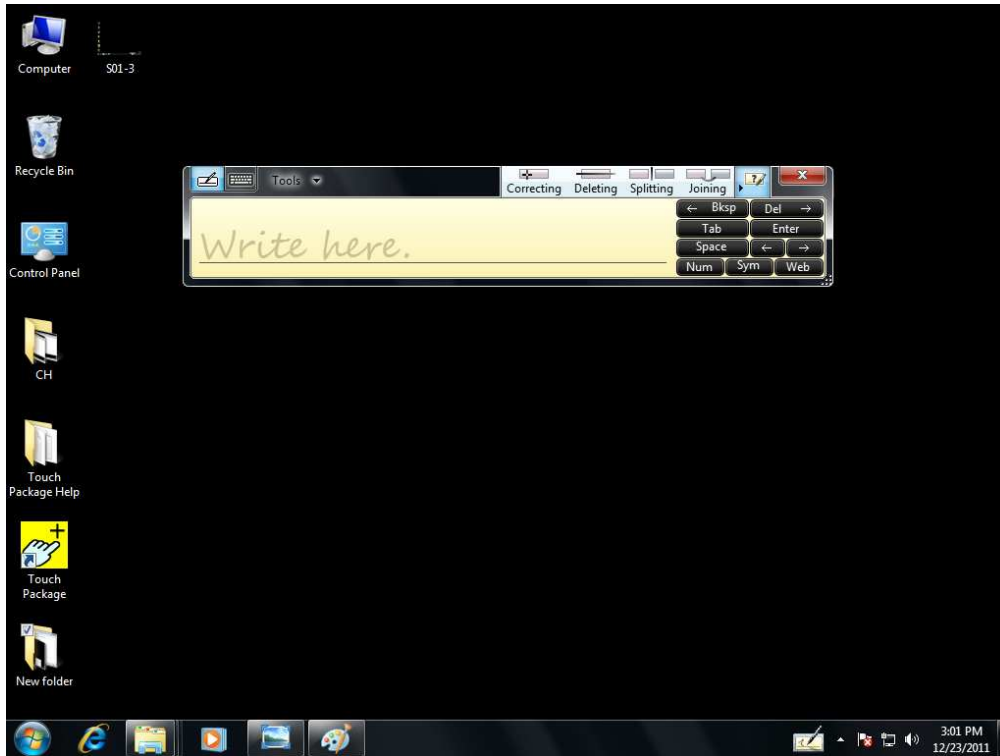 Computer
S01-3
Recycle Bin
Tools
Correcting Deleting Splitting Joining
Write here.
← Bksp Del →
Tab Enter
Space ← →
Num Sym Web
Control Panel
CH
Touch
Package Help
Touch
Package
New folder
3:01 PM
12/23/2011